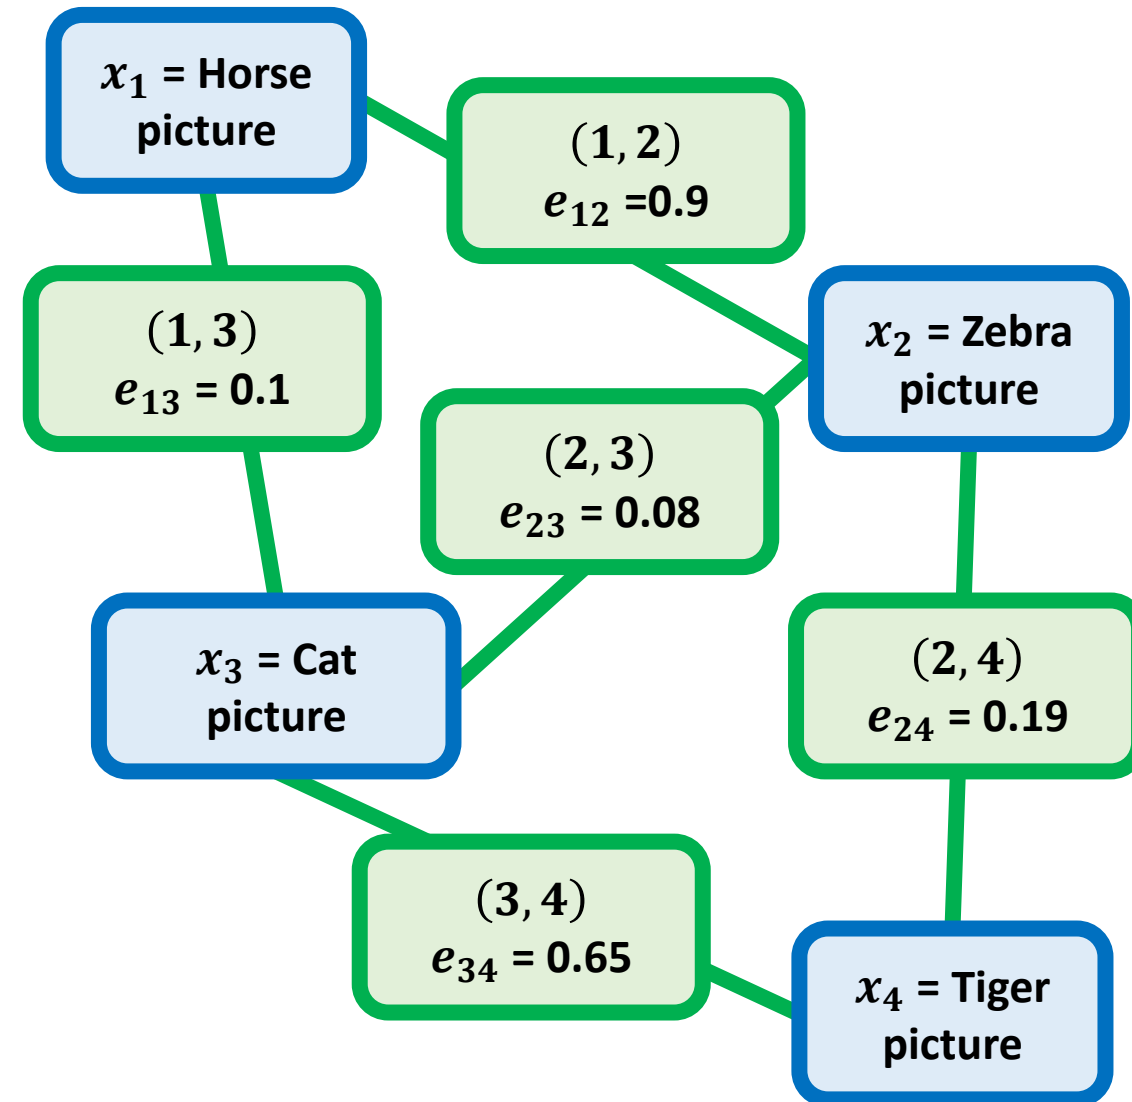 x₁ = Horse
picture
(1, 2)
e₁₂ =0.9
(1, 3)
e₁₃ = 0.1
x₂ = Zebra
picture
(2, 3)
e₂₃ = 0.08
x₃ = Cat
picture
(2, 4)
e₂₄ = 0.19
(3, 4)
e₃₄ = 0.65
x₄ = Tiger
picture